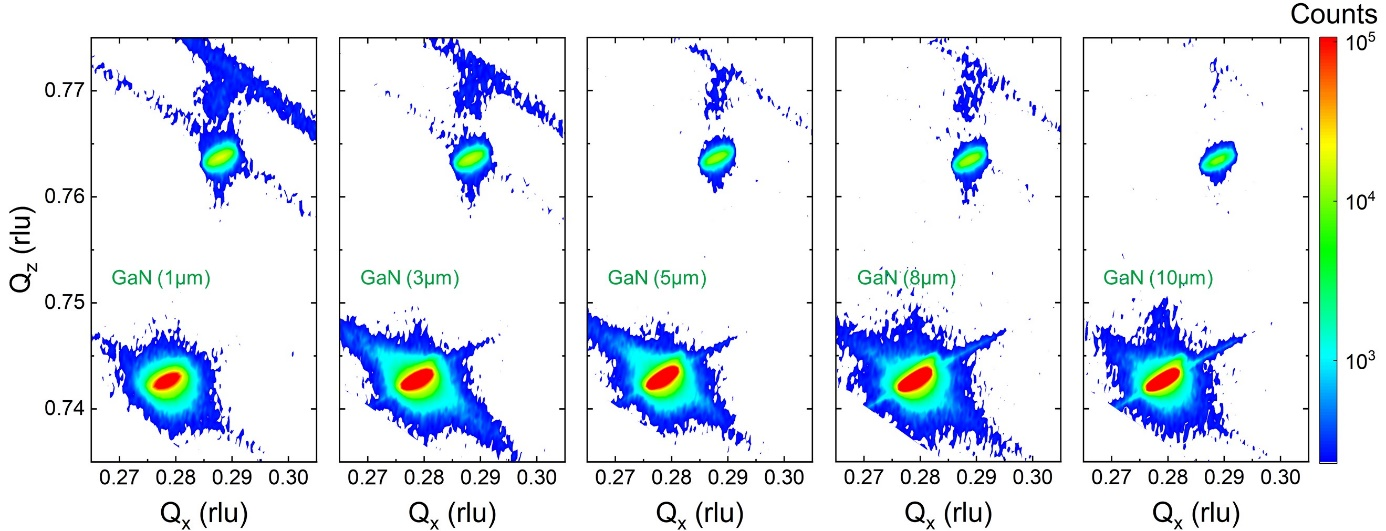 Counts
10⁵
10⁴
10³
Qz (rlu)
0.77
0.76
0.75
0.74
GaN (1μm)
GaN (3μm)
GaN (5μm)
GaN (8μm)
GaN (10μm)
0.27 0.28 0.29 0.30
0.27 0.28 0.29 0.30
0.27 0.28 0.29 0.30
0.27 0.28 0.29 0.30
0.27 0.28 0.29 0.30
Qx (rlu)
Qx (rlu)
Qx (rlu)
Qx (rlu)
Qx (rlu)